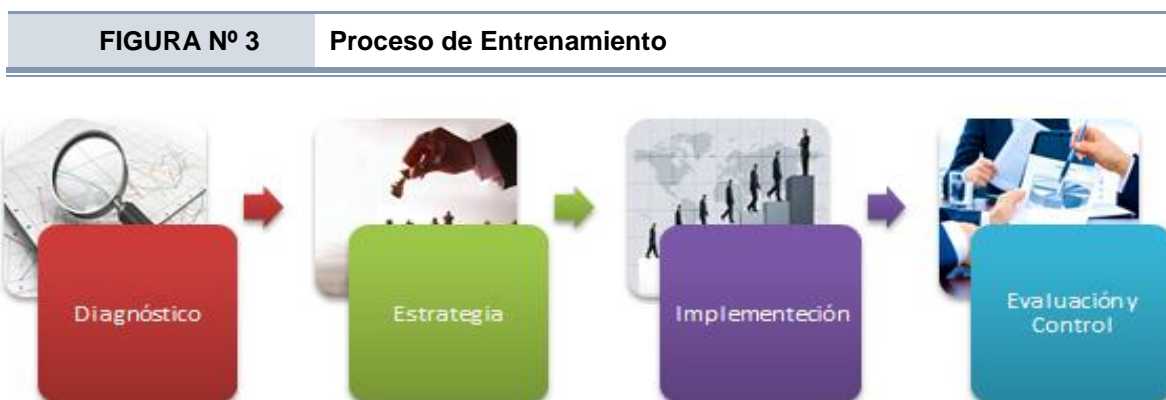 FIGURA Nº 3 Proceso de Entrenamiento
Diagnóstico
Estrategia
Implementeción
Evaluación y
Control